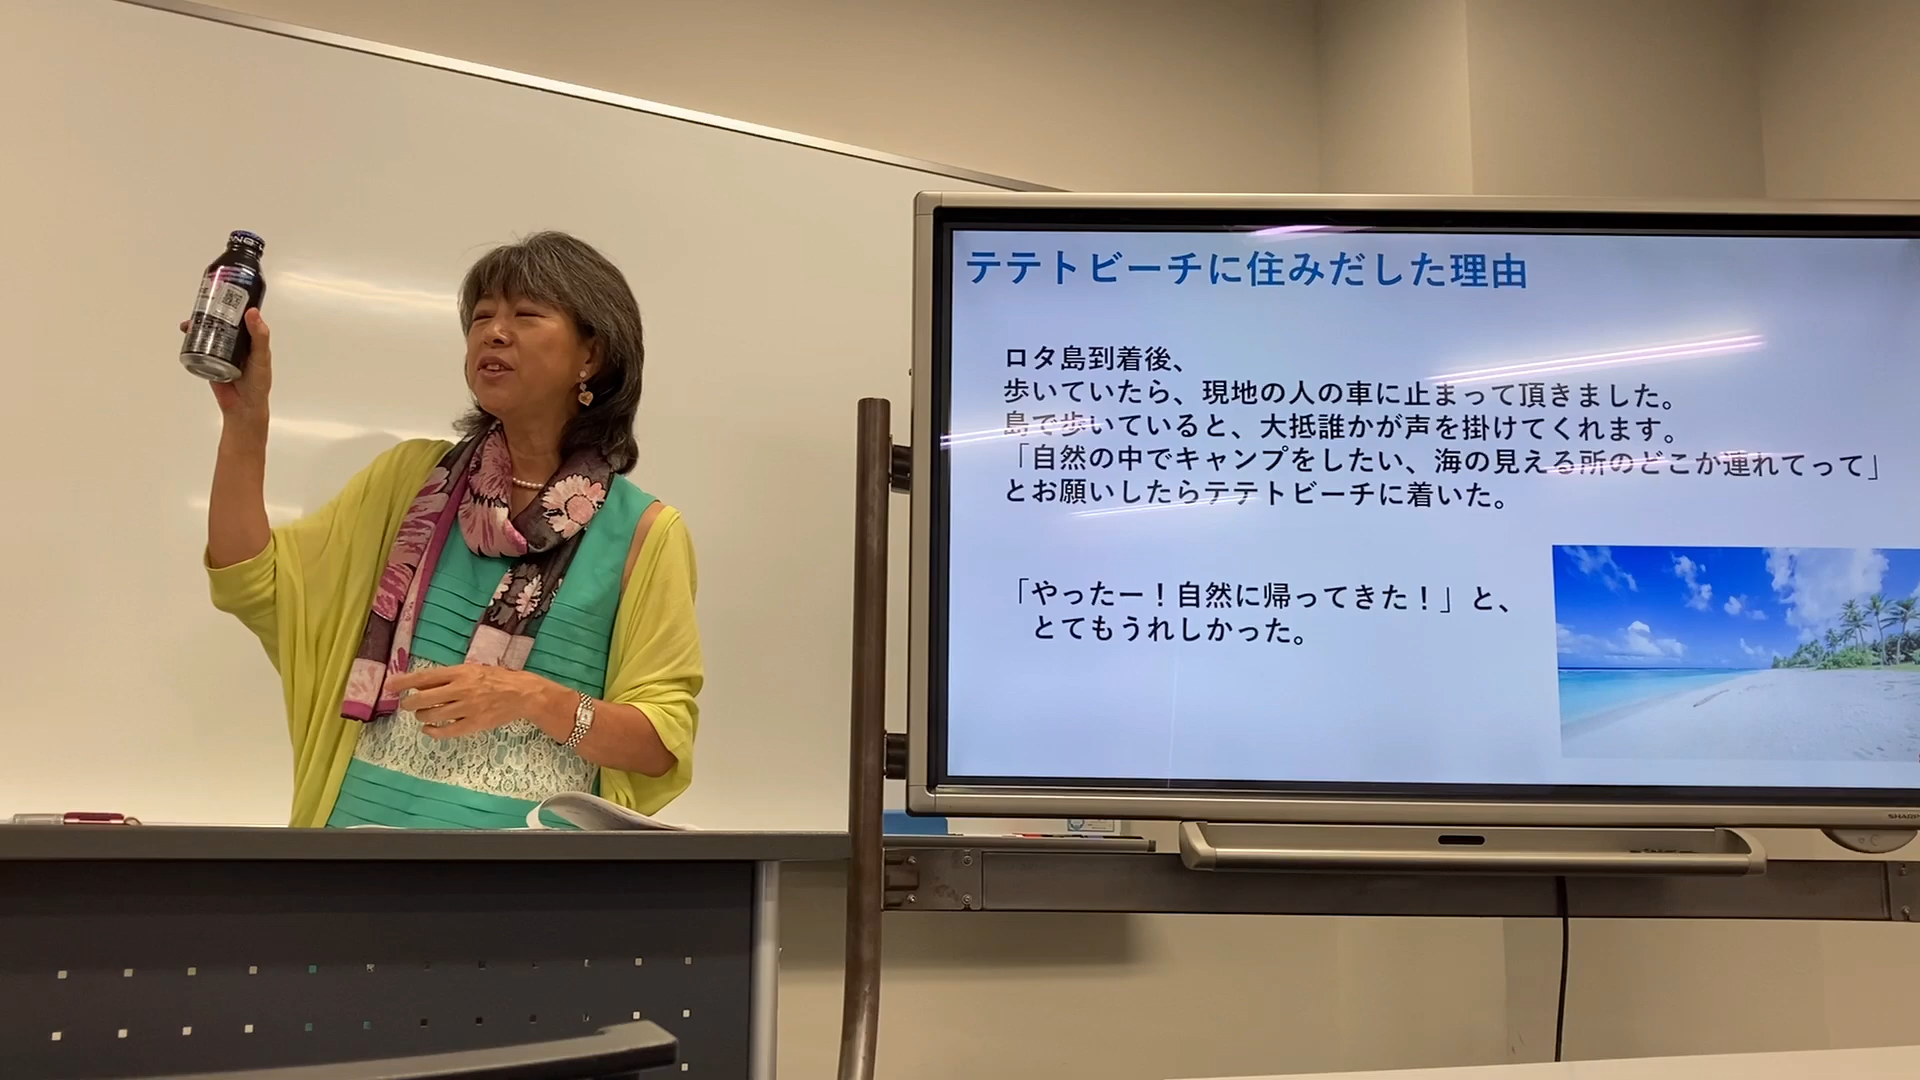 テテトビーチに住みだした理由
ロタ島到着後、
歩いていたら、現地の人の車に止まって頂きました。
島で歩いていると、大抵誰かが声を掛けてくれます。
「自然の中でキャンプをしたい、海の見える所のどこか連れてって」
とお願いしたらテテトビーチに着いた。
「やったー！自然に帰ってきた！」と、
とてもうれしかった。
SHARP